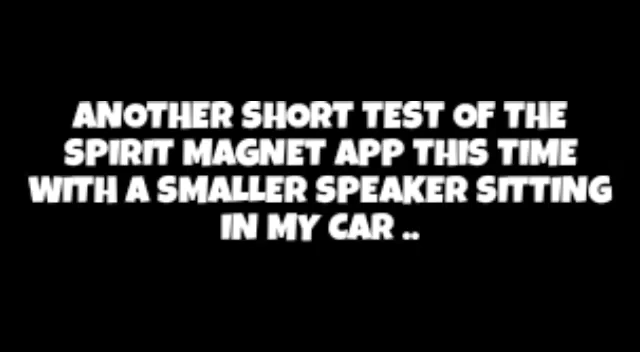 ANOTHER SHORT TEST OF THE
SPIRIT MAGNET APP THIS TIME
WITH A SMALLER SPEAKER SITTING
IN MY CAR ..